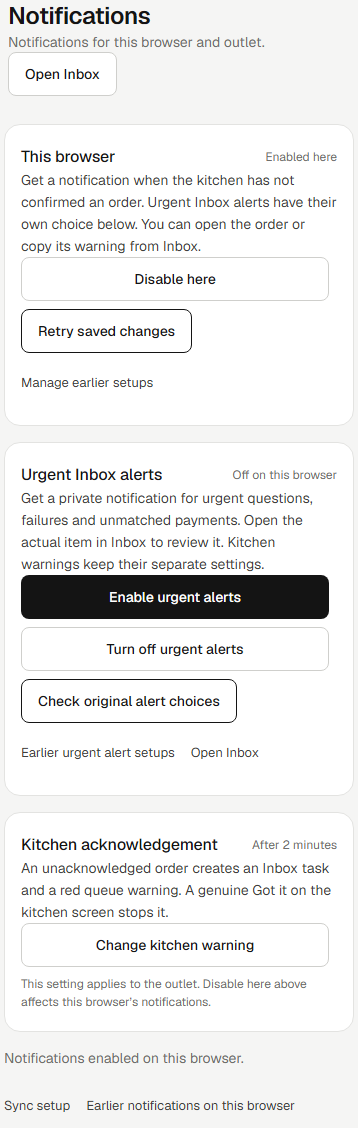 Notifications
Notifications for this browser and outlet.
Open Inbox
This browser
Enabled here
Get a notification when the kitchen has not
confirmed an order. Urgent Inbox alerts have their
own choice below. You can open the order or
copy its warning from Inbox.
Disable here
Retry saved changes
Manage earlier setups
Urgent Inbox alerts
Off on this browser
Get a private notification for urgent questions,
failures and unmatched payments. Open the
actual item in Inbox to review it. Kitchen
warnings keep their separate settings.
Enable urgent alerts
Turn off urgent alerts
Check original alert choices
Earlier urgent alert setups
Open Inbox
Kitchen acknowledgement
After 2 minutes
An unacknowledged order creates an Inbox task
and a red queue warning. A genuine Got it on the
kitchen screen stops it.
Change kitchen warning
This setting applies to the outlet. Disable here above
affects this browser's notifications.
Notifications enabled on this browser.
Sync setup
Earlier notifications on this browser